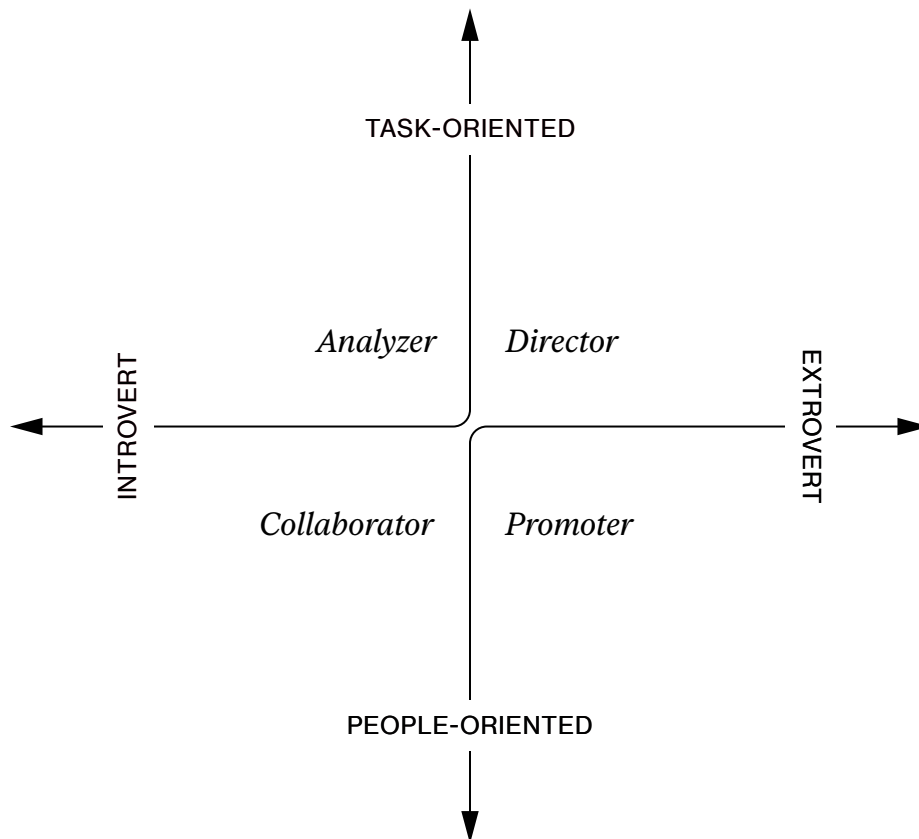 TASK-ORIENTED
Analyzer
Director
INTROVERT
EXTROVERT
Collaborator
Promoter
PEOPLE-ORIENTED